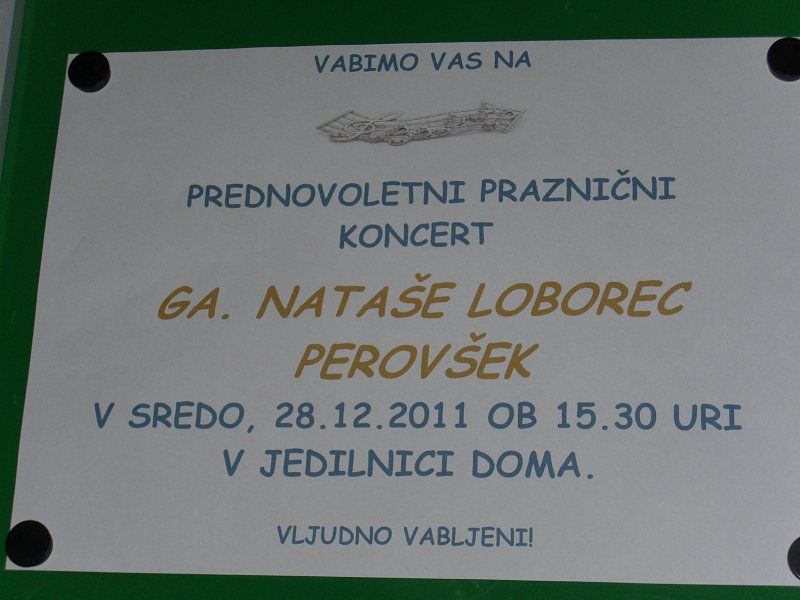 VABIMO VAS NA
PREDNOVOLETNI PRAZNIČNI
KONCERT
GA. NATAŠE LOBOREC
PEROVŠEK
V SREDO, 28.12.2011 OB 15.30 URI
V JEDILNICI DOMA.
VLJUDNO VABLJENI!